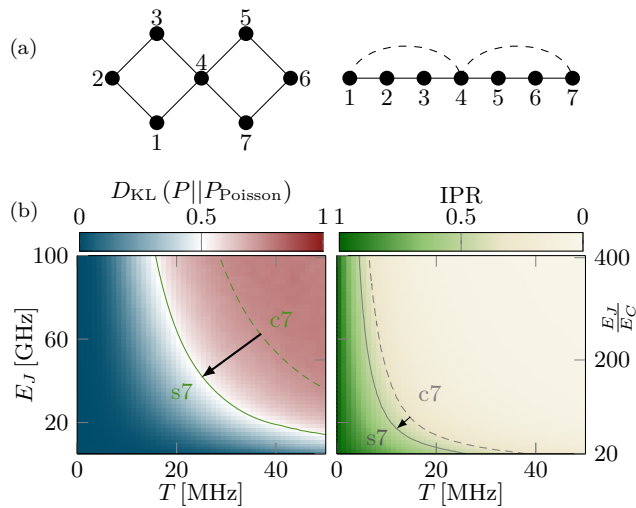 (a)
3 5
2 4 6
1 7
1 2 3 4 5 6 7
(b)
D_KL (P||P_Poisson) IPR
0 0.5 1 1 0.5 0
100 60 20
E_J [GHz]
c7
s7
0 20 40
T [MHz]
c7
s7
0 20 40
T [MHz]
400 200 20
E_J/E_C